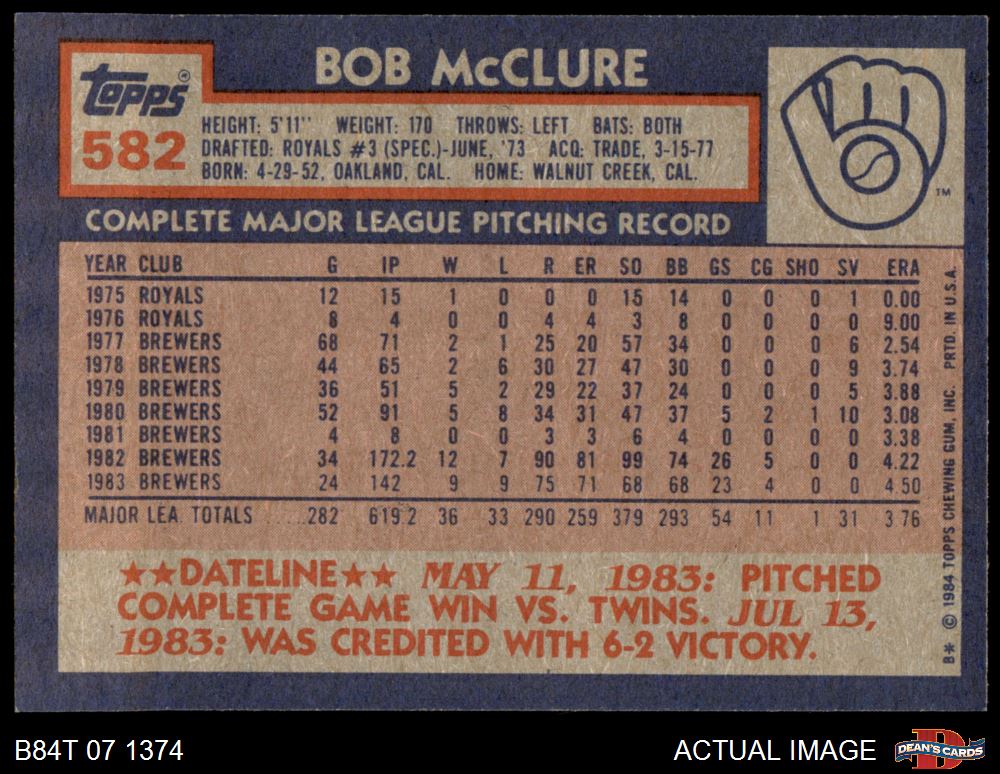 BOB McCLURE
topps®
582
HEIGHT: 5'11" WEIGHT: 170 THROWS: LEFT BATS: BOTH
DRAFTED: ROYALS #3 (SPEC.)-JUNE, '73 ACQ: TRADE, 3-15-77
BORN: 4-29-52, OAKLAND, CAL. HOME: WALNUT CREEK, CAL.
TM
COMPLETE MAJOR LEAGUE PITCHING RECORD
YEAR CLUB G IP W L R ER SO BB GS CG SHO SV ERA
1975 ROYALS 12 15 1 0 0 0 15 14 0 0 0 1 0.00
1976 ROYALS 8 4 0 0 4 4 3 8 0 0 0 0 9.00
1977 BREWERS 68 71 2 1 25 20 57 34 0 0 0 6 2.54
1978 BREWERS 44 65 2 6 30 27 47 30 0 0 0 9 3.74
1979 BREWERS 36 51 5 2 29 22 37 24 0 0 0 5 3.88
1980 BREWERS 52 91 5 8 34 31 47 37 5 2 1 10 3.08
1981 BREWERS 4 8 0 0 3 3 6 4 0 0 0 0 3.38
1982 BREWERS 34 172.2 12 7 90 81 99 74 26 5 0 0 4.22
1983 BREWERS 24 142 9 9 75 71 68 68 23 4 0 0 4.50
MAJOR LEA. TOTALS .....282 619.2 36 33 290 259 379 293 54 11 1 31 3.76
★★DATELINE★★ MAY 11, 1983: PITCHED
COMPLETE GAME WIN VS. TWINS. JUL 13,
1983: WAS CREDITED WITH 6-2 VICTORY.
B* © 1984 TOPPS CHEWING GUM, INC. PRTD. IN U.S.A.
B84T 07 1374
ACTUAL IMAGE
DEAN'S CARDS